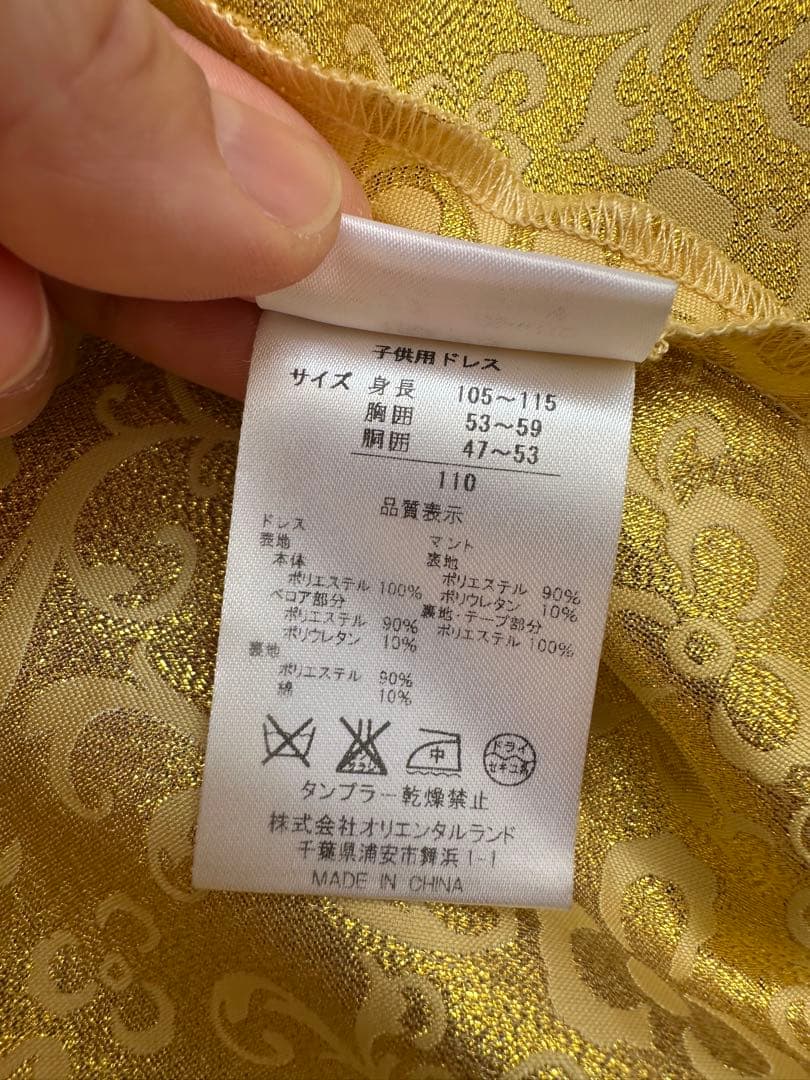 子供用ドレス
サイズ 身長 105～115
胸囲 53～59
胴囲 47～53
110
品質表示
ドレス
表地
本体
ポリエステル 100%
ベロア部分
ポリエステル 90%
ポリウレタン 10%
裏地
ポリエステル 90%
綿 10%
マント
表地
ポリエステル 90%
ポリウレタン 10%
裏地・テープ部分
ポリエステル 100%
エンソ
サラシ
中
ドライ
セキユ系
タンブラー乾燥禁止
株式会社オリエンタルランド
千葉県浦安市舞浜1-1
MADE IN CHINA